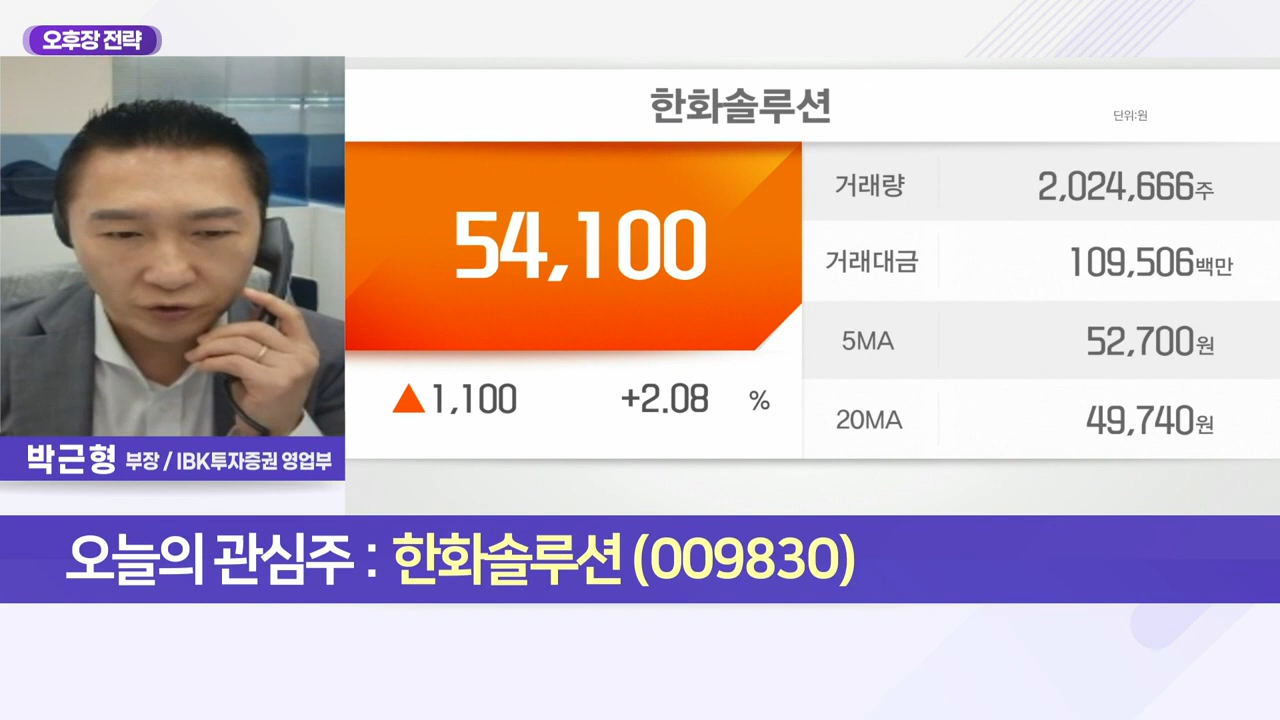 오후장 전략
한화솔루션
단위:원
54,100
▲1,100 +2.08 %
거래량 2,024,666주
거래대금 109,506백만
5MA 52,700원
20MA 49,740원
박근형 부장 / IBK투자증권 영업부
오늘의 관심주 : 한화솔루션 (009830)